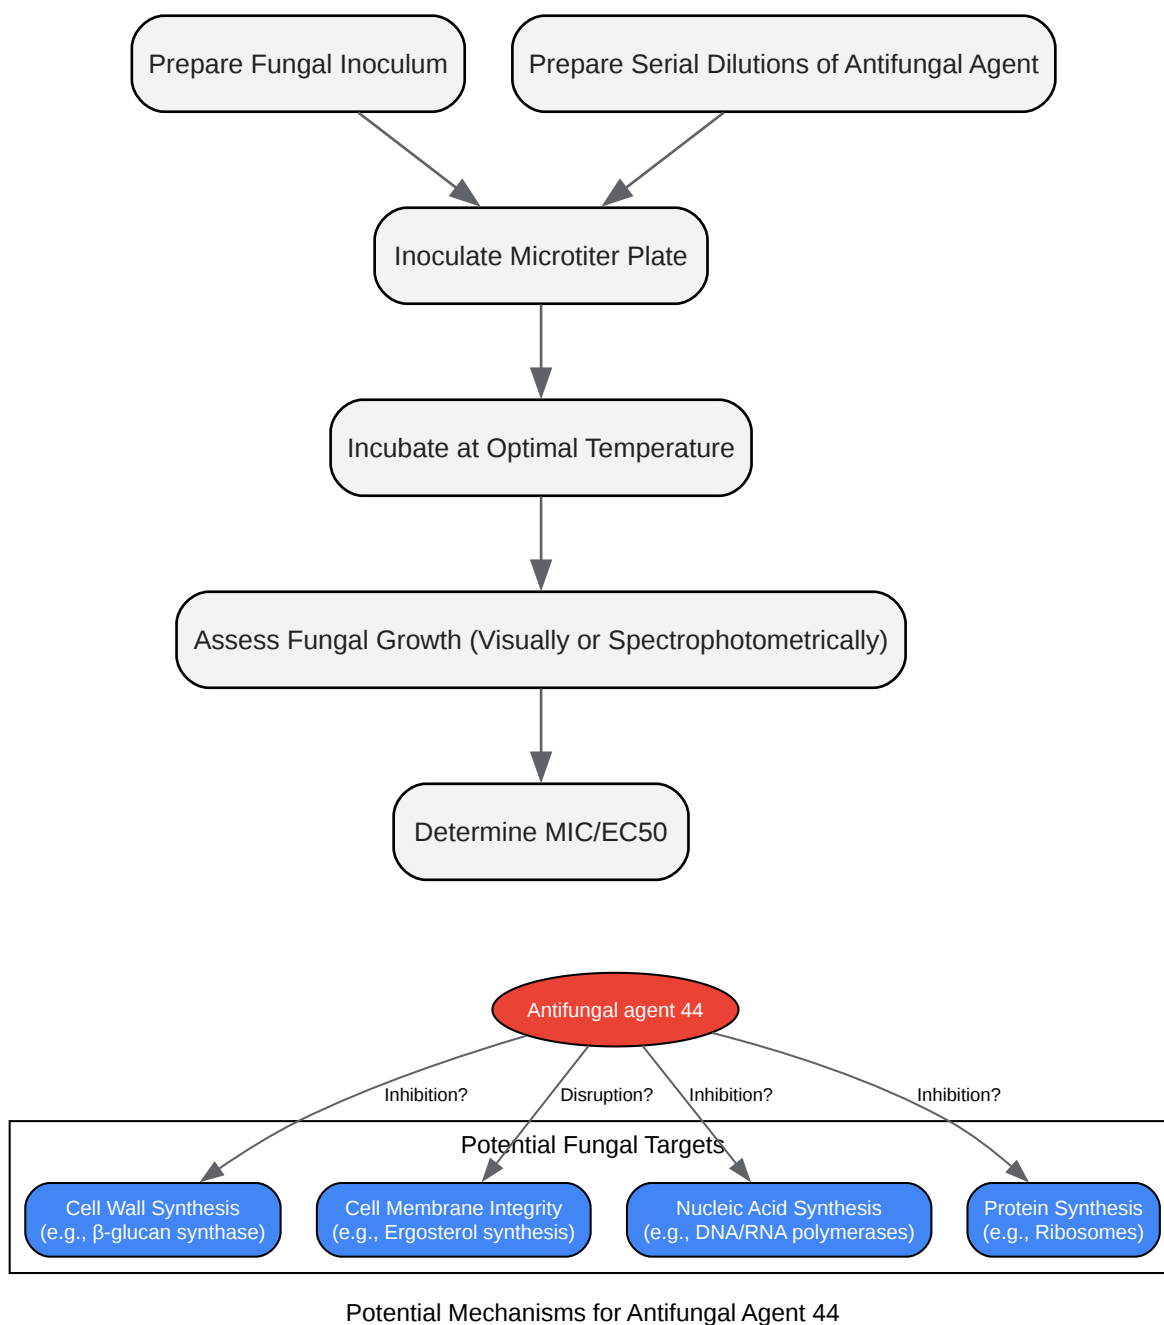 Prepare Fungal Inoculum
Prepare Serial Dilutions of Antifungal Agent
Inoculate Microtiter Plate
Incubate at Optimal Temperature
Assess Fungal Growth (Visually or Spectrophotometrically)
Determine MIC/EC50
Antifungal agent 44
Inhibition?
Disruption?
Inhibition?
Inhibition?
Potential Fungal Targets
Cell Wall Synthesis
(e.g., β-glucan synthase)
Cell Membrane Integrity
(e.g., Ergosterol synthesis)
Nucleic Acid Synthesis
(e.g., DNA/RNA polymerases)
Protein Synthesis
(e.g., Ribosomes)
Potential Mechanisms for Antifungal Agent 44